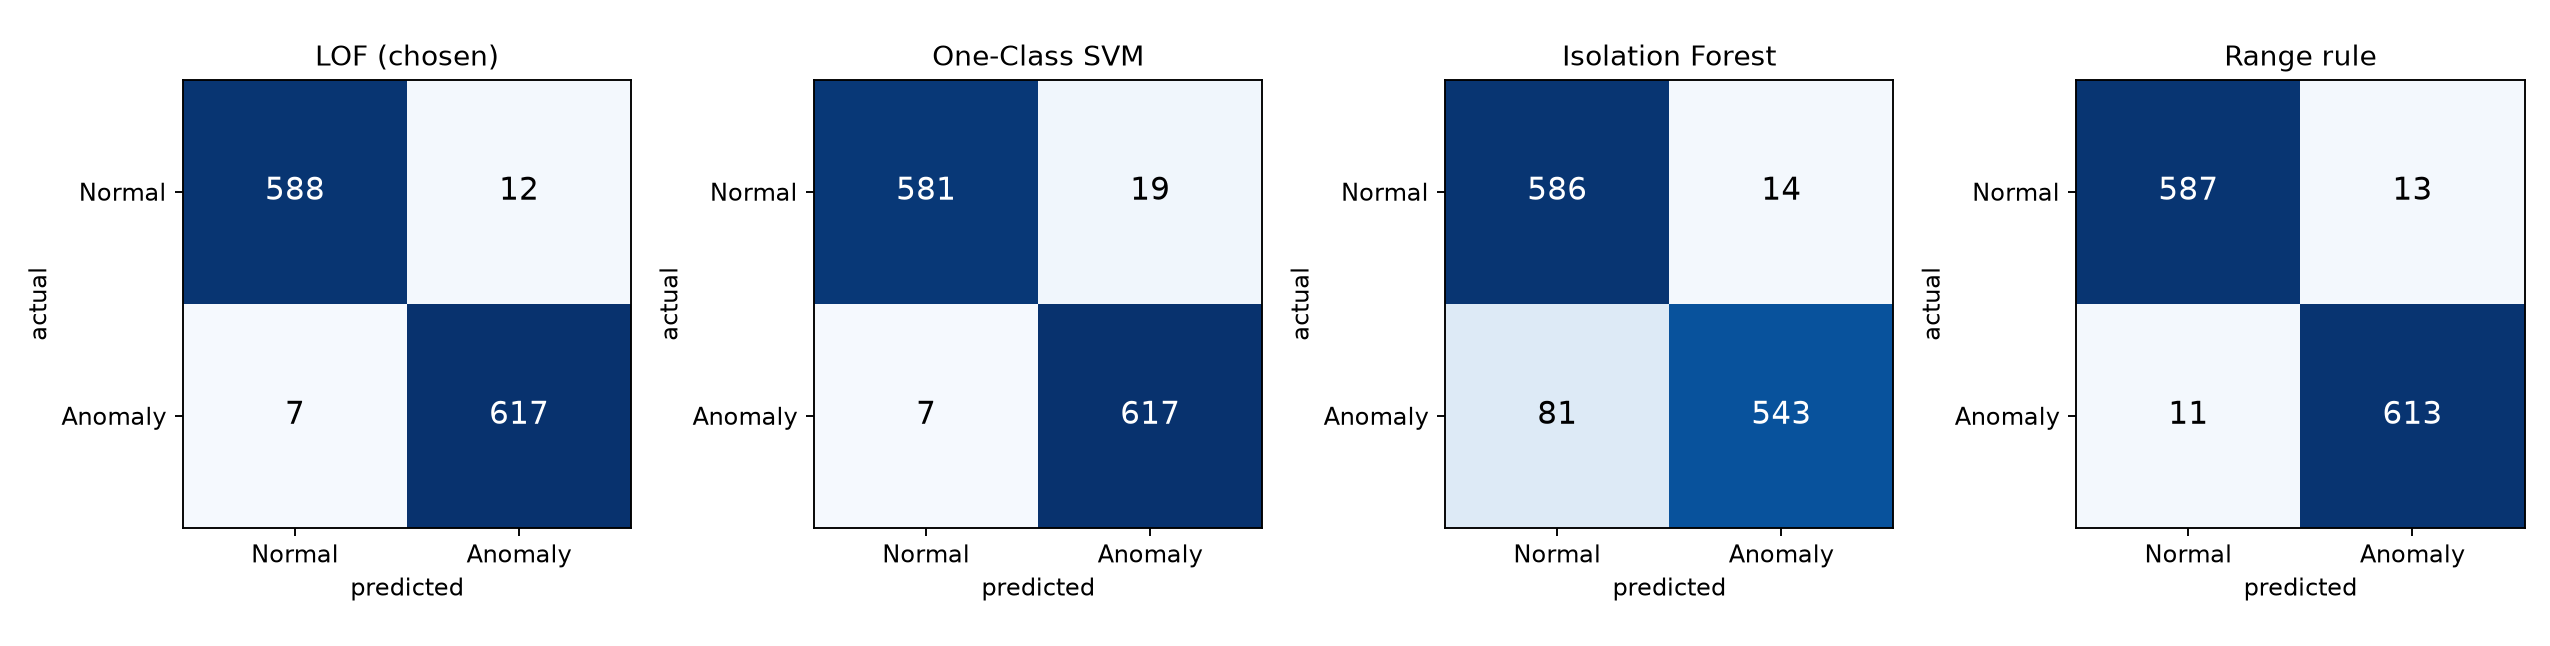 LOF (chosen)
Normal
Anomaly
actual
588
12
7
617
Normal
Anomaly
predicted
One-Class SVM
Normal
Anomaly
actual
581
19
7
617
Normal
Anomaly
predicted
Isolation Forest
Normal
Anomaly
actual
586
14
81
543
Normal
Anomaly
predicted
Range rule
Normal
Anomaly
actual
587
13
11
613
Normal
Anomaly
predicted